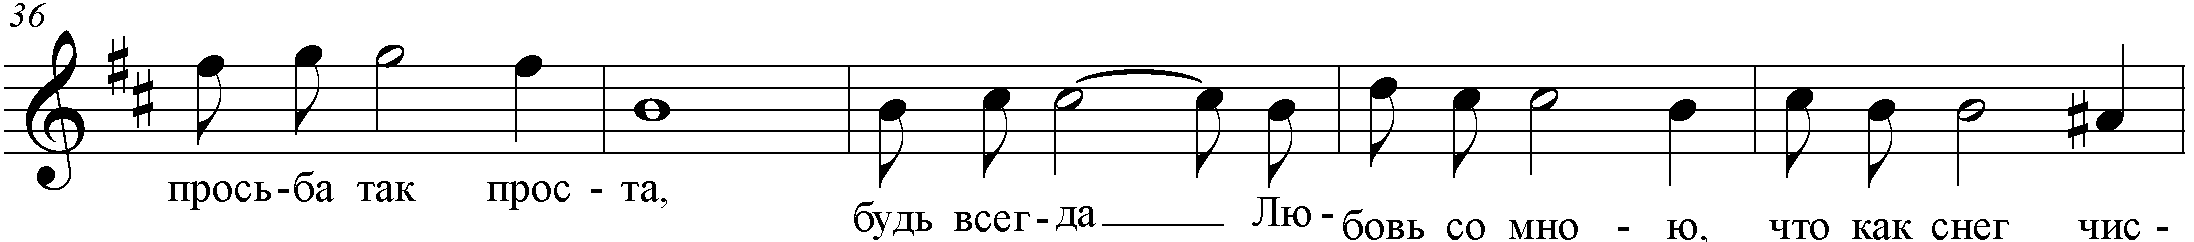 36
прось-ба так прос - та, будь всег-да Лю - бовь со мно - ю, что как снег чис -